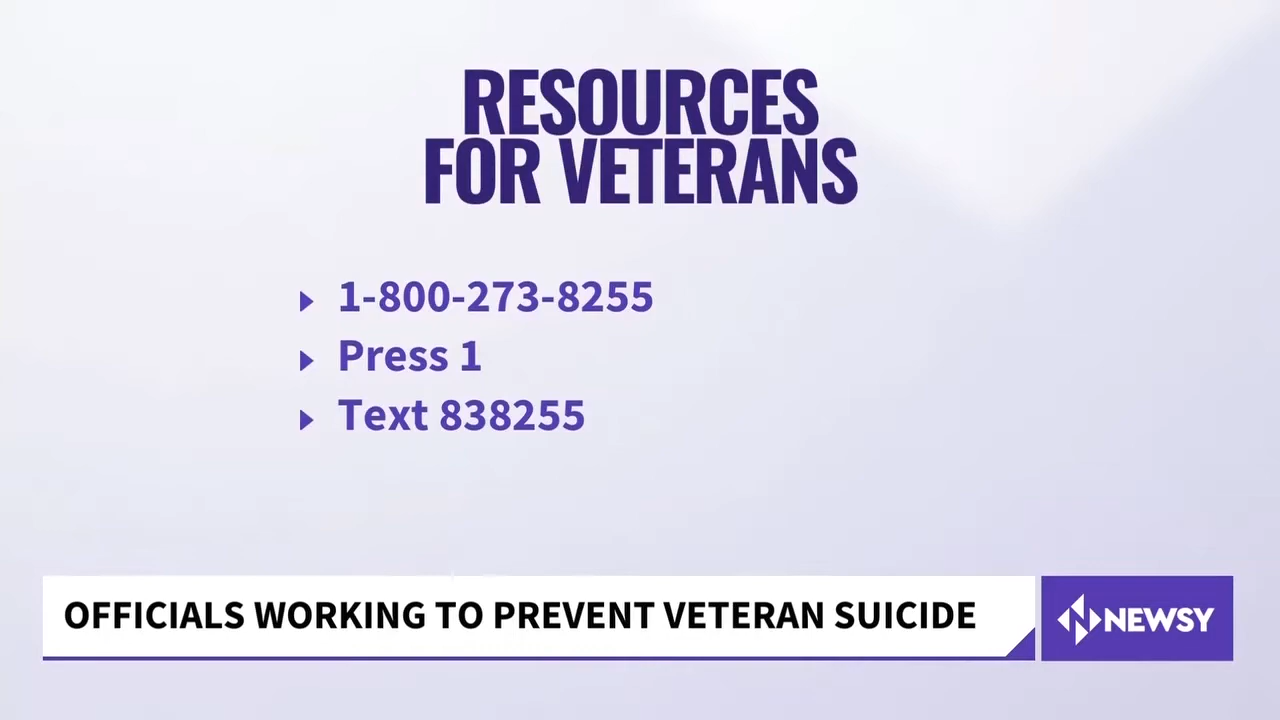 RESOURCES
FOR VETERANS
1-800-273-8255
Press 1
Text 838255
OFFICIALS WORKING TO PREVENT VETERAN SUICIDE
NEWSY